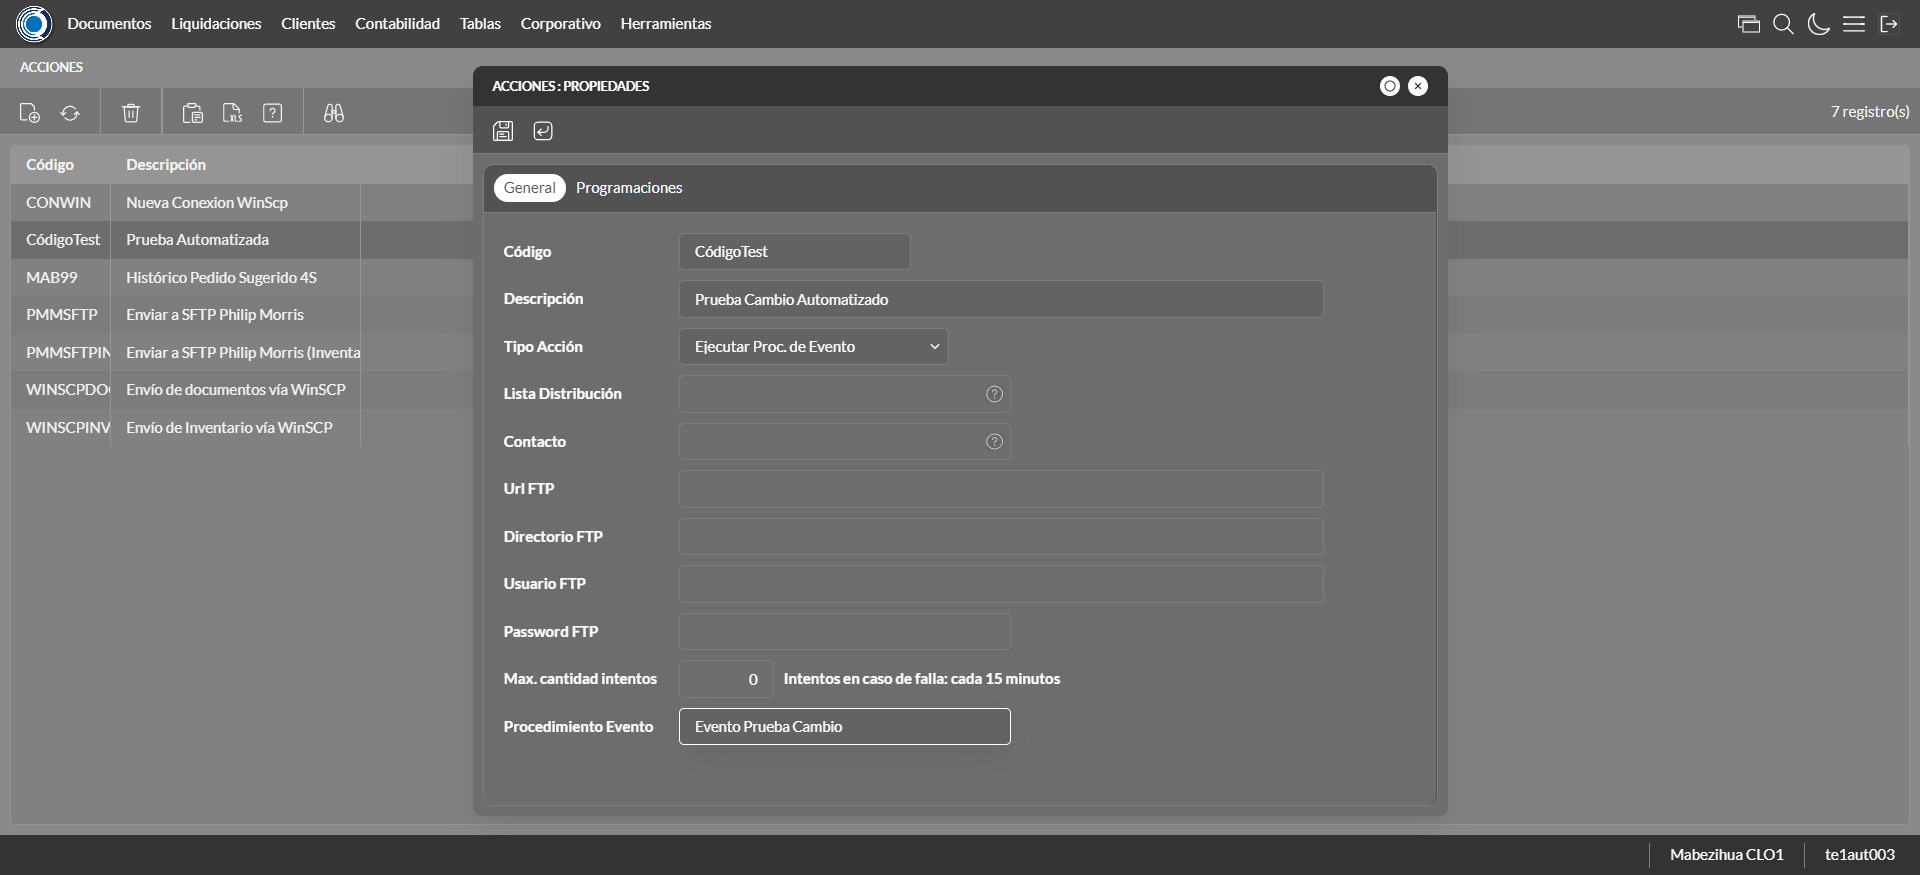 Documentos Liquidaciones Clientes Contabilidad Tablas Corporativo Herramientas
ACCIONES
7 registro(s)
Código Descripción
CONWIN Nueva Conexion WinScp
CódigoTest Prueba Automatizada
MAB99 Histórico Pedido Sugerido 4S
PMMSFTP Enviar a SFTP Philip Morris
PMMSFTPIN Enviar a SFTP Philip Morris (Inventa
WINSCPDO Envío de documentos vía WinSCP
WINSCPINV Envío de Inventario vía WinSCP
ACCIONES : PROPIEDADES
General Programaciones
Código CódigoTest
Descripción Prueba Cambio Automatizado
Tipo Acción Ejecutar Proc. de Evento
Lista Distribución
Contacto
Url FTP
Directorio FTP
Usuario FTP
Password FTP
Max. cantidad intentos 0 Intentos en caso de falla: cada 15 minutos
Procedimiento Evento Evento Prueba Cambio
Mabezihua CLO1 te1aut003